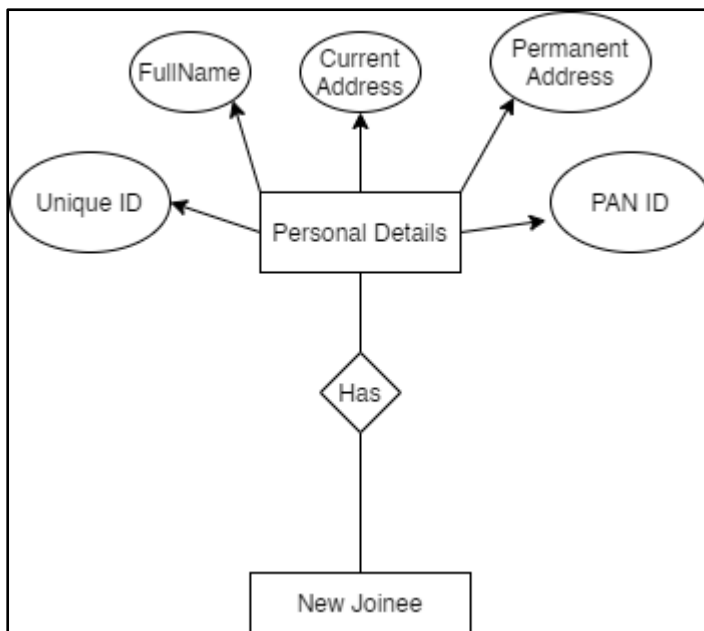 FullName
Current
Address
Permanent
Address
Unique ID
Personal Details
PAN ID
Has
New Joinee